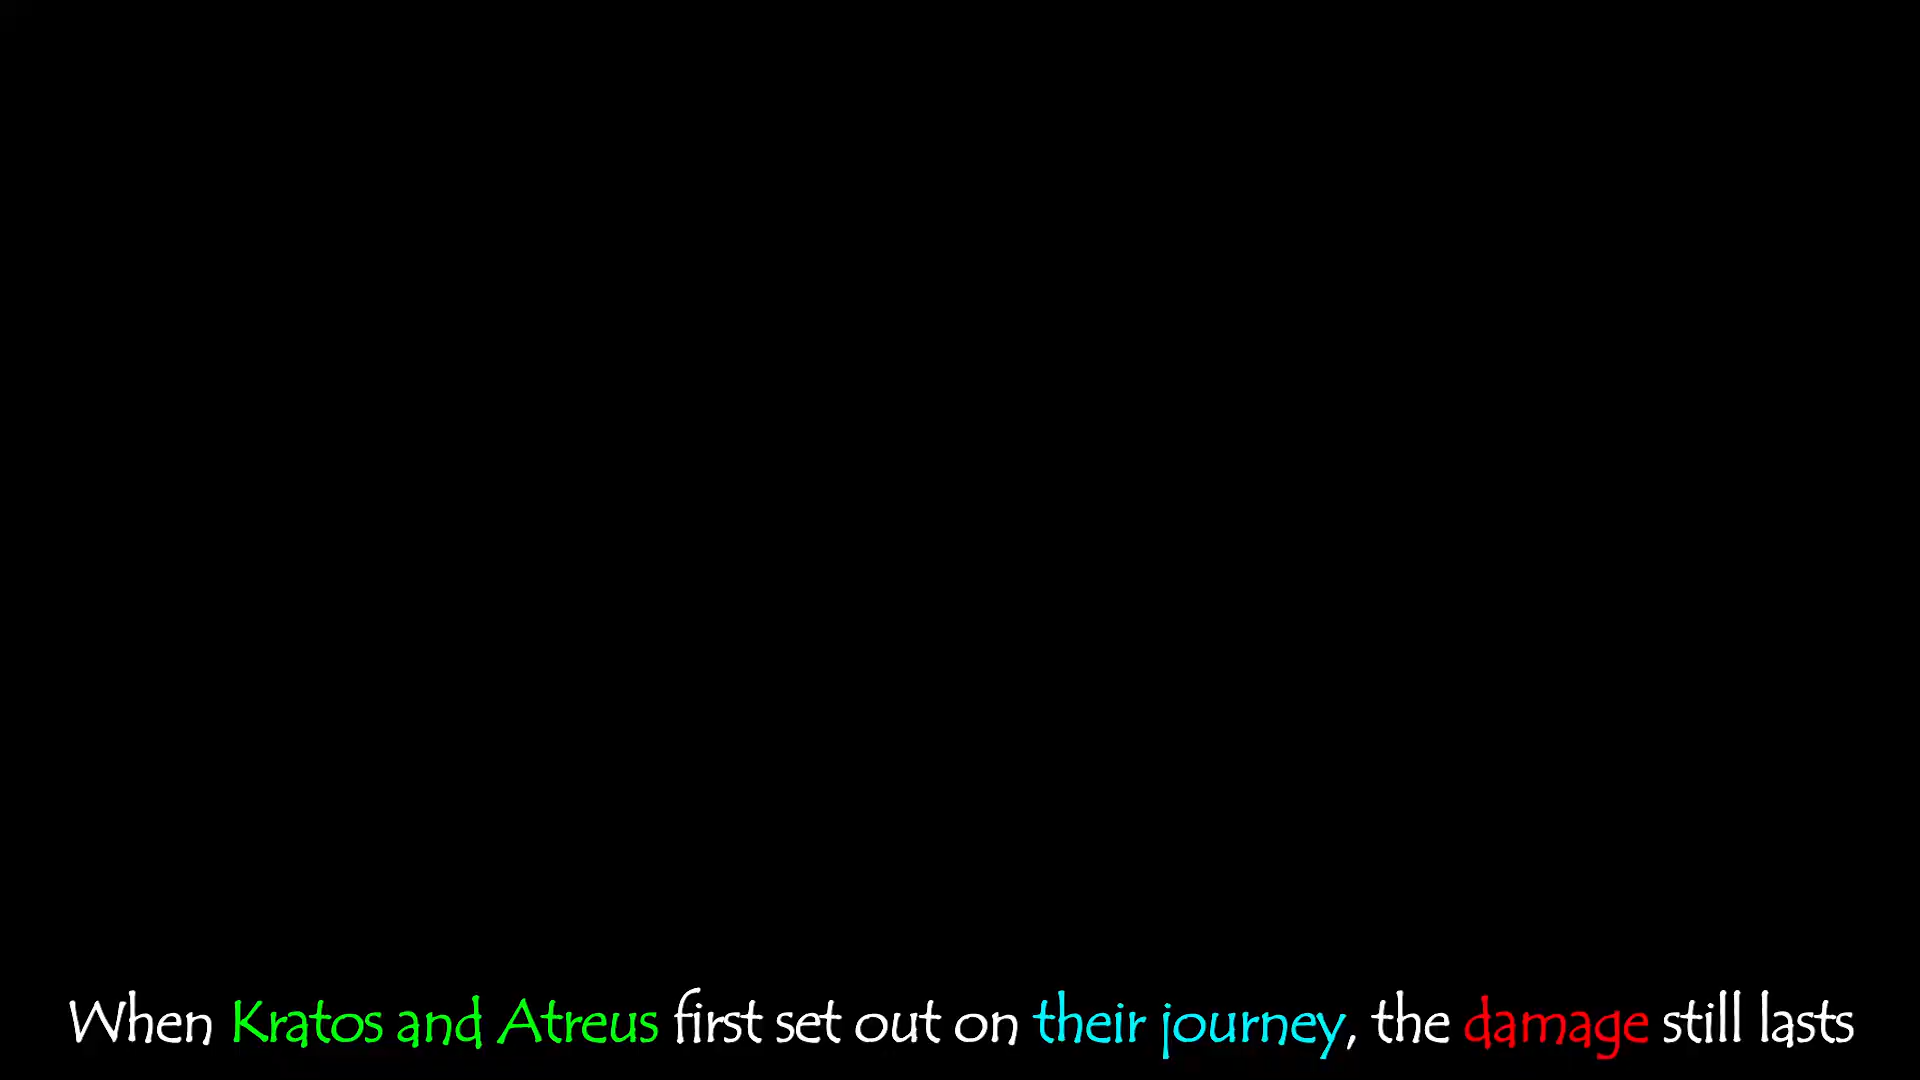 When Kratos and Atreus first set out on their journey, the damage still lasts